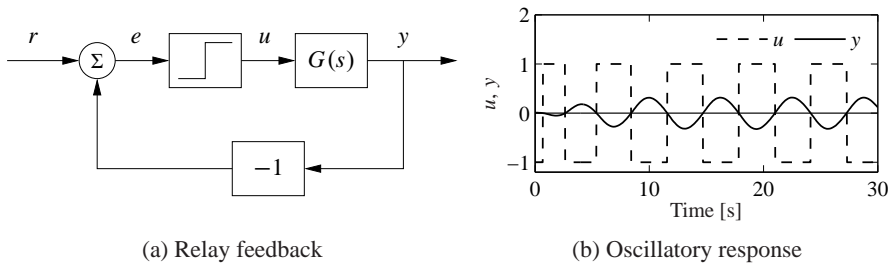 r
Σ
e
u
G(s)
y
−1
(a) Relay feedback
2
1
0
−1
u, y
u
y
0
10
20
30
Time [s]
(b) Oscillatory response